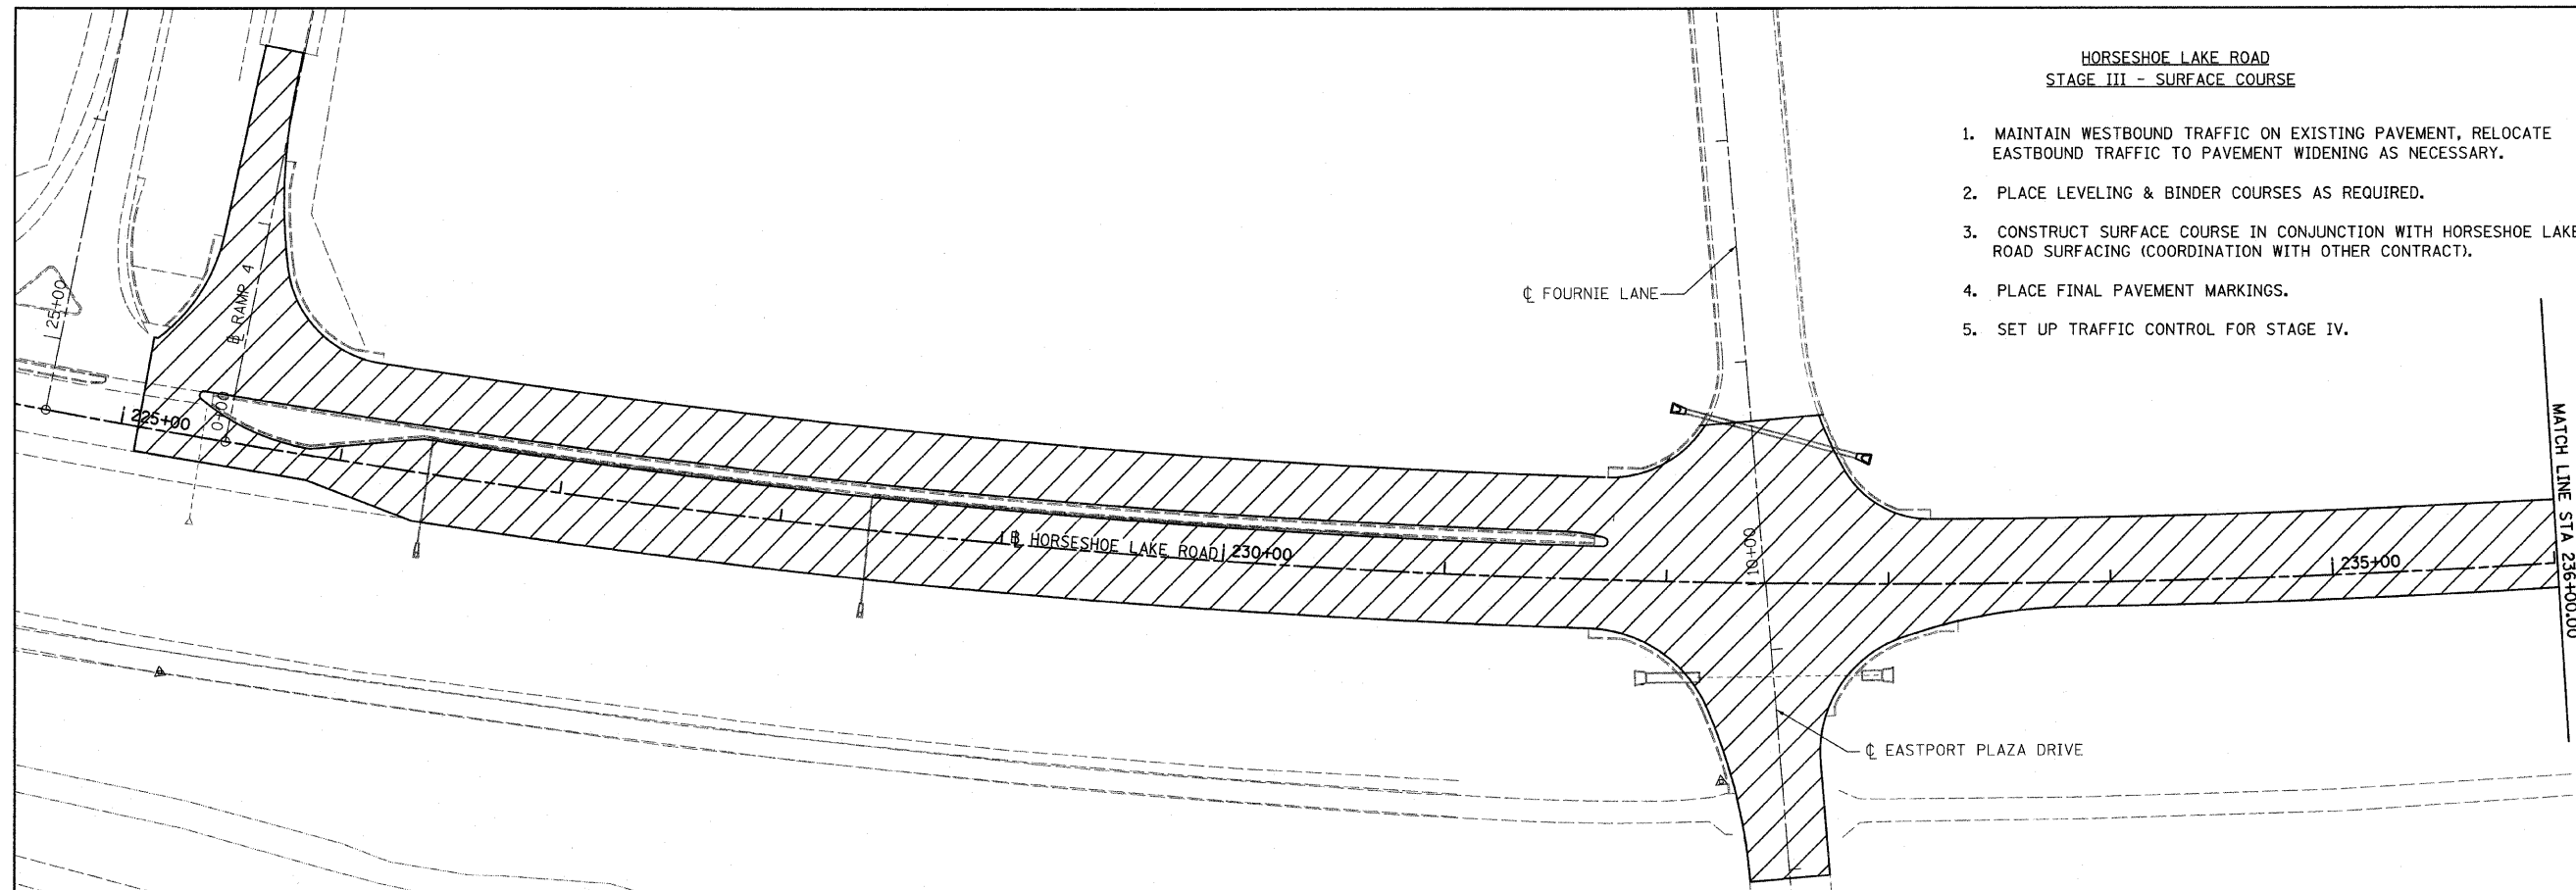 HORSESHOE LAKE ROAD
STAGE III - SURFACE COURSE
1. MAINTAIN WESTBOUND TRAFFIC ON EXISTING PAVEMENT, RELOCATE
EASTBOUND TRAFFIC TO PAVEMENT WIDENING AS NECESSARY.
2. PLACE LEVELING & BINDER COURSES AS REQUIRED.
3. CONSTRUCT SURFACE COURSE IN CONJUNCTION WITH HORSESHOE LAKE
ROAD SURFACING (COORDINATION WITH OTHER CONTRACT).
4. PLACE FINAL PAVEMENT MARKINGS.
5. SET UP TRAFFIC CONTROL FOR STAGE IV.
25+00
℄ RAMP 4
℄ FOURNIE LANE
225+00
0+00
℄ HORSESHOE LAKE ROAD
230+00
10+00
235+00
MATCH LINE STA 236+00.00
℄ EASTPORT PLAZA DRIVE